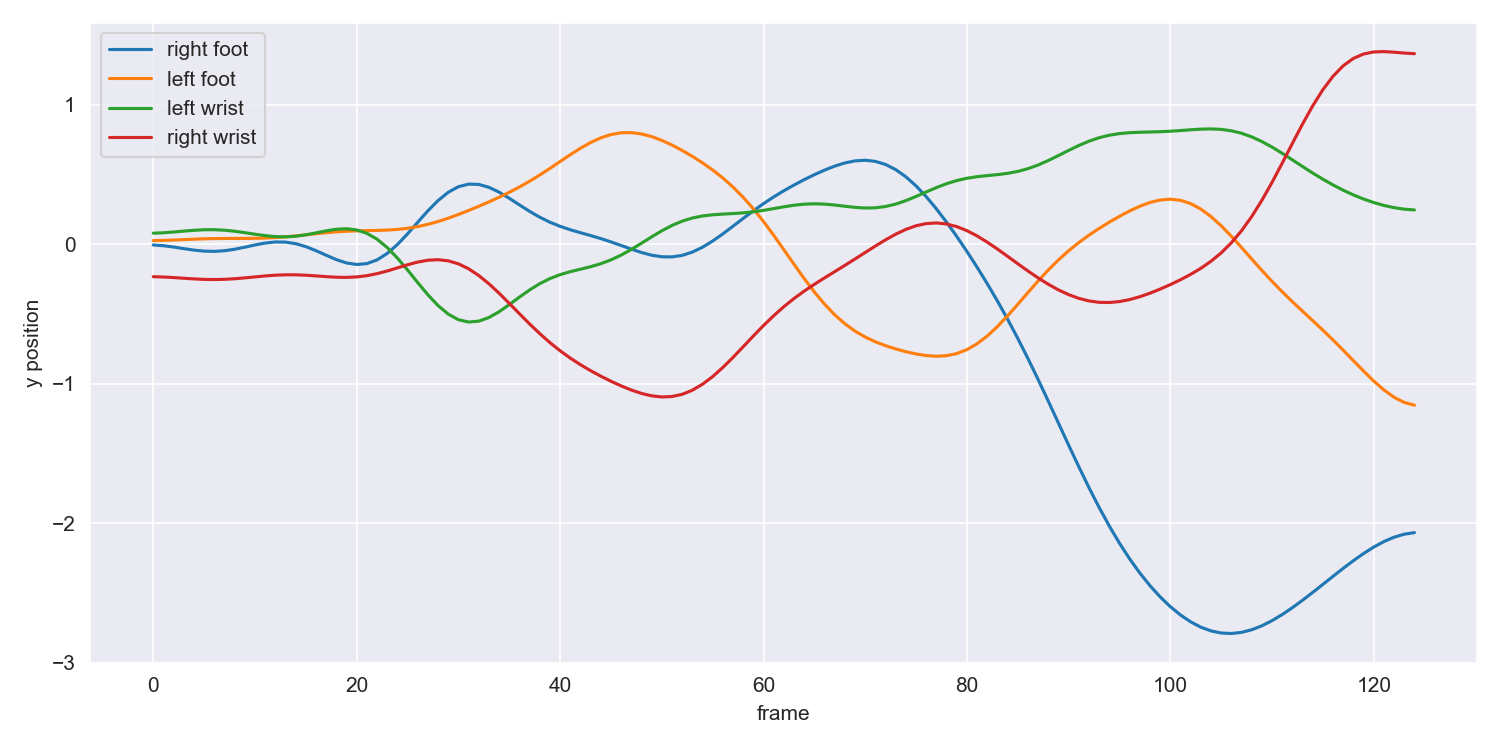 right foot
left foot
left wrist
right wrist
y position
1
0
−1
−2
−3
0 20 40 60 80 100 120
frame